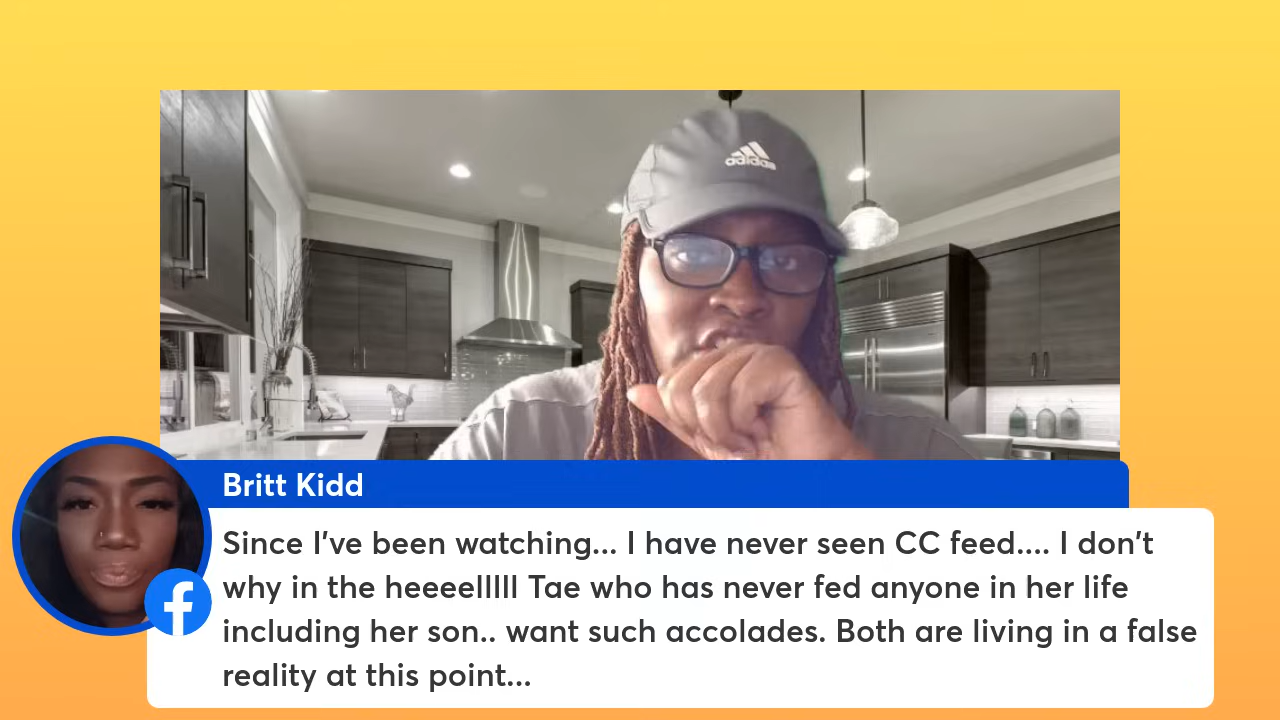 adidas
Britt Kidd
Since I've been watching... I have never seen CC feed.... I don't
why in the heeeelllll Tae who has never fed anyone in her life
including her son.. want such accolades. Both are living in a false
reality at this point...